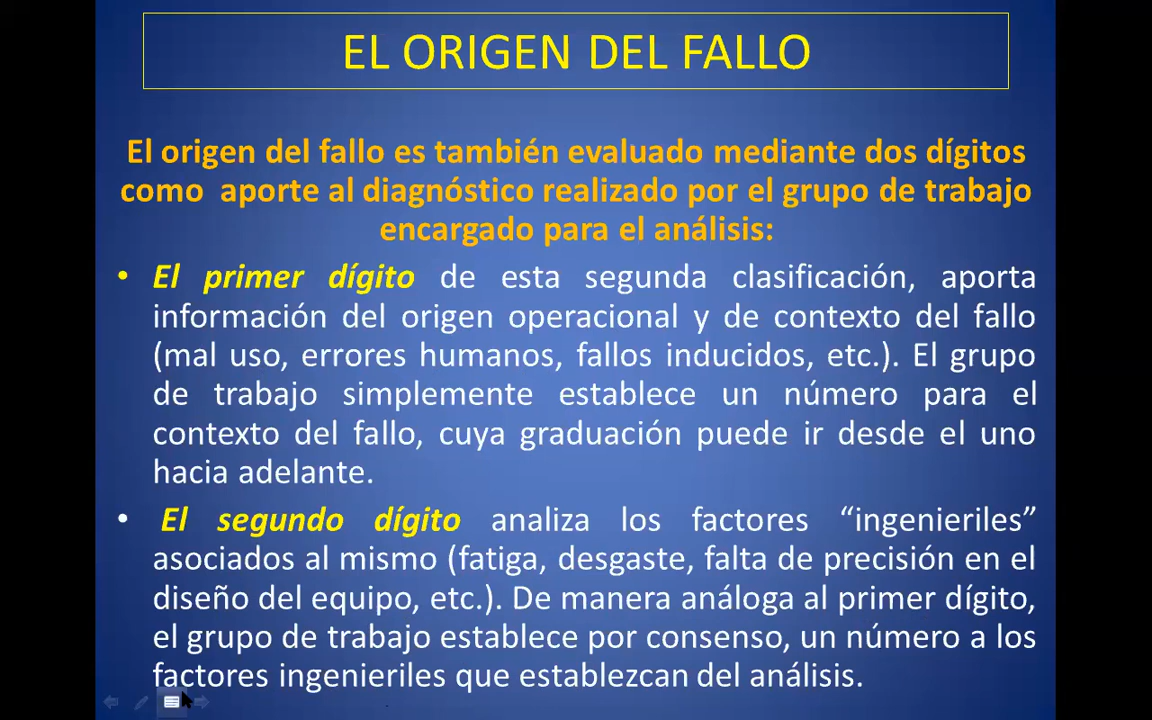 EL ORIGEN DEL FALLO
El origen del fallo es también evaluado mediante dos dígitos
como aporte al diagnóstico realizado por el grupo de trabajo
encargado para el análisis:
• El primer dígito de esta segunda clasificación, aporta
información del origen operacional y de contexto del fallo
(mal uso, errores humanos, fallos inducidos, etc.). El grupo
de trabajo simplemente establece un número para el
contexto del fallo, cuya graduación puede ir desde el uno
hacia adelante.
• El segundo dígito analiza los factores “ingenieriles”
asociados al mismo (fatiga, desgaste, falta de precisión en el
diseño del equipo, etc.). De manera análoga al primer dígito,
el grupo de trabajo establece por consenso, un número a los
factores ingenieriles que establezcan del análisis.